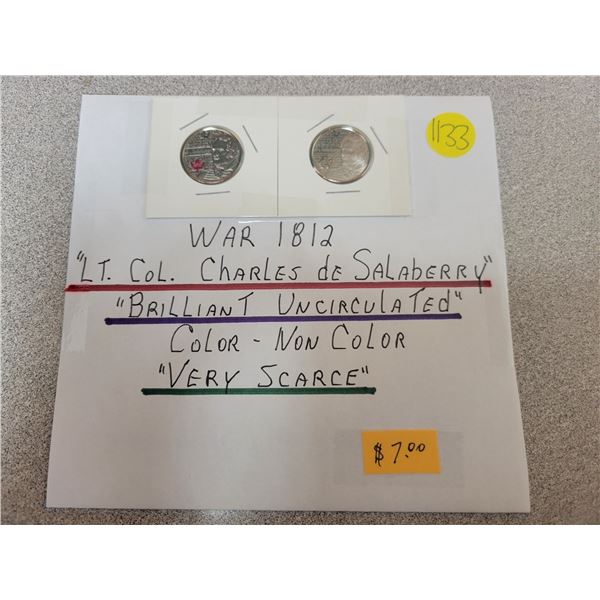 1133
WAR 1812
"LT. COL. CHARLES de SALABERRY"
"BRILLIANT UNCIRCULATED"
COLOR - NON COLOR
"VERY SCARCE"
$7.00